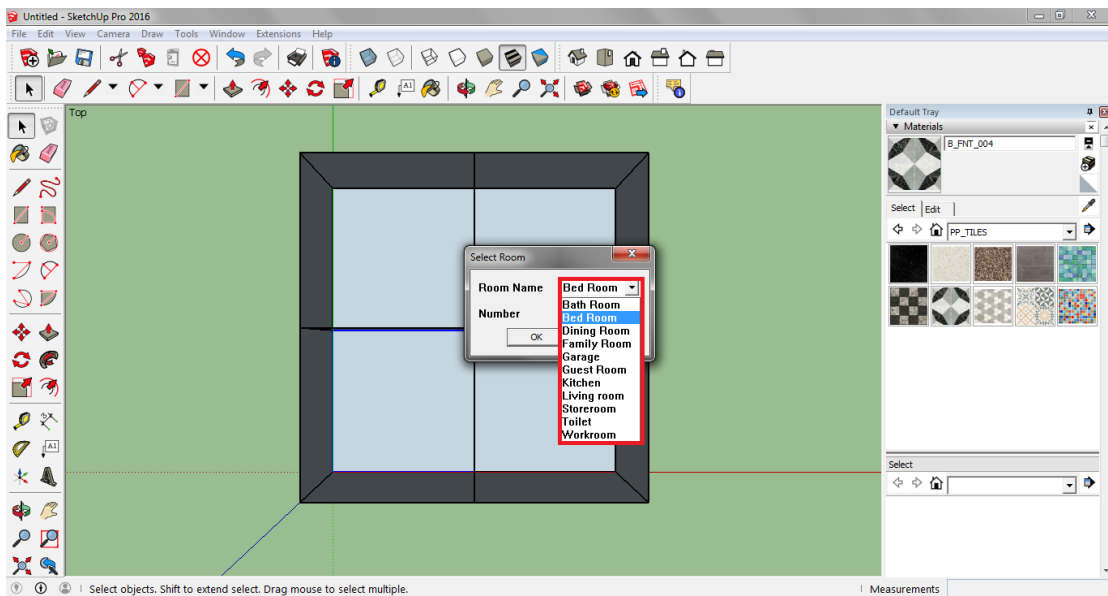 Untitled - SketchUp Pro 2016
File Edit View Camera Draw Tools Window Extensions Help
Top
Default Tray
Materials
B_FNT_004
Select Edit
PP_TILES
Select Room
Room Name Bed Room
Number
OK
Bath Room
Bed Room
Dining Room
Family Room
Garage
Guest Room
Kitchen
Living room
Storeroom
Toilet
Workroom
Select
Select objects. Shift to extend select. Drag mouse to select multiple.
Measurements